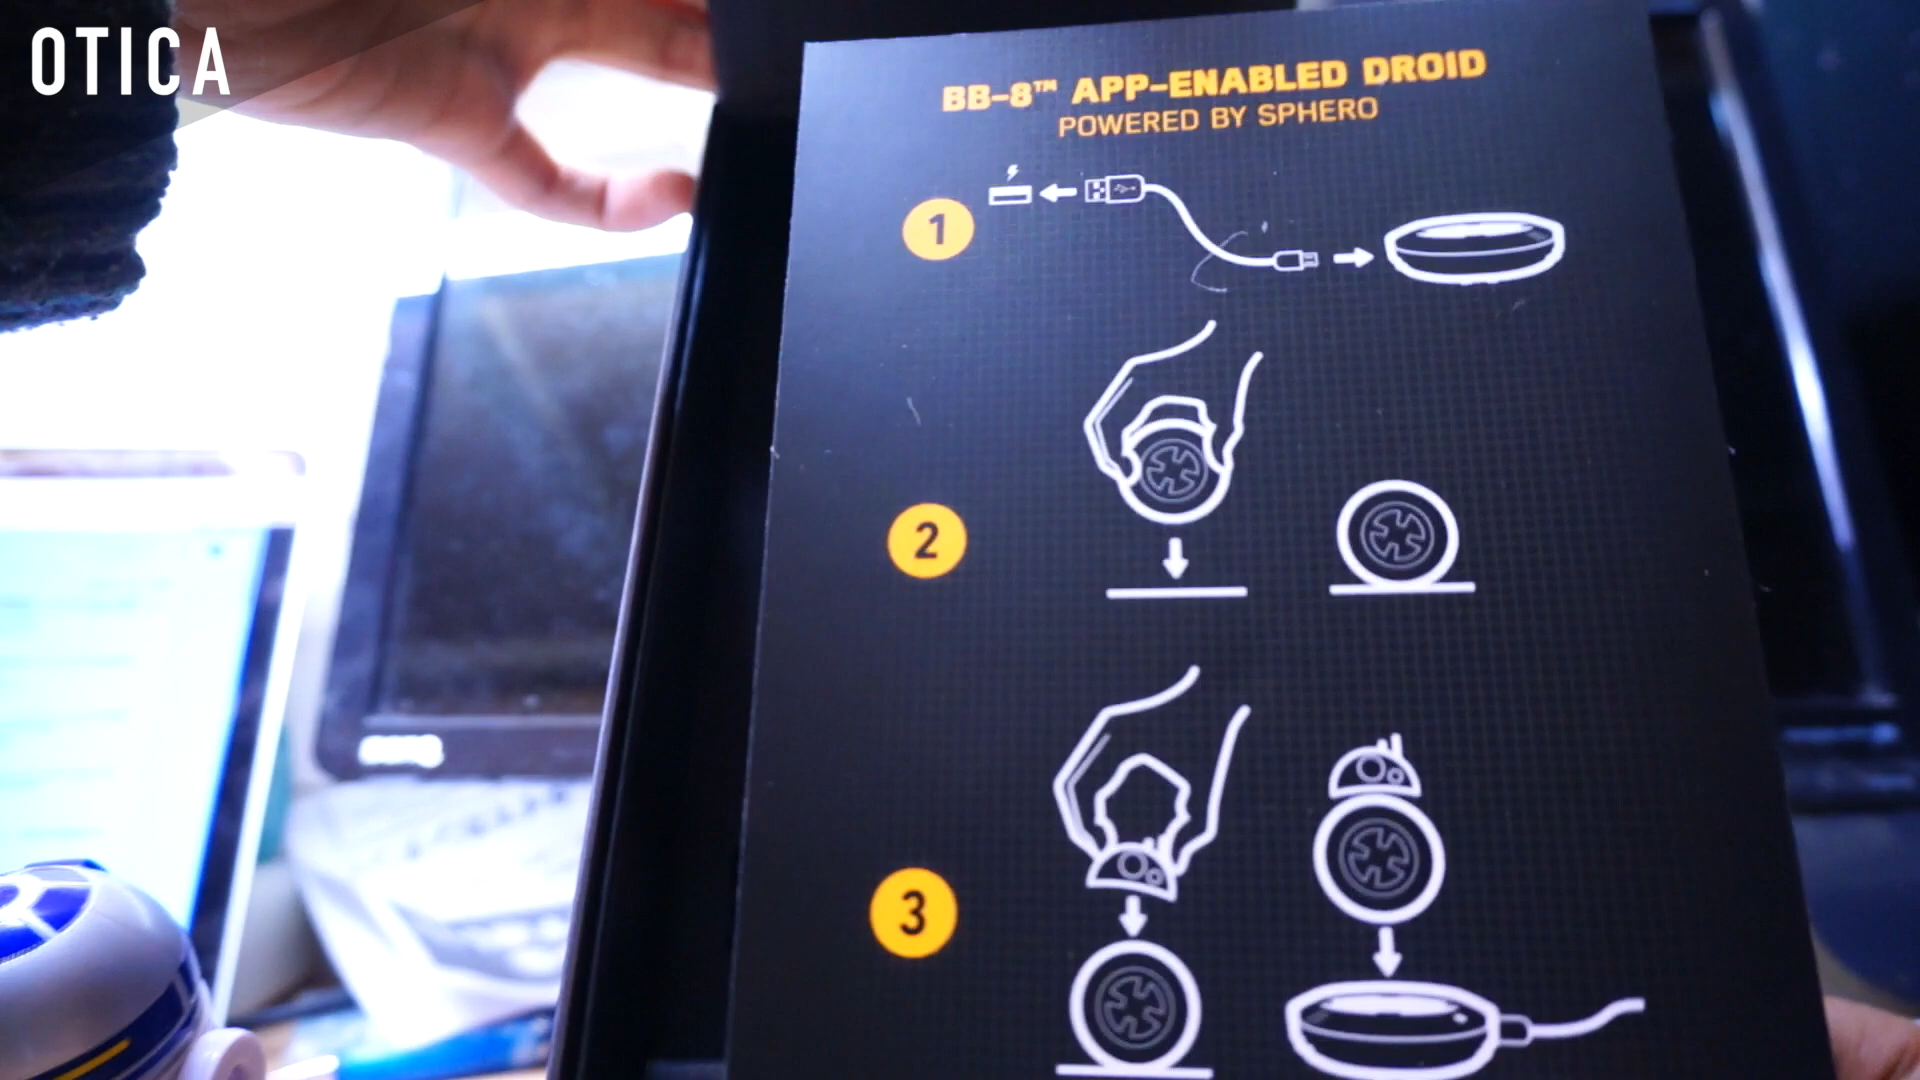 OTICA
BB-8™ APP-ENABLED DROID
POWERED BY SPHERO
1
2
3